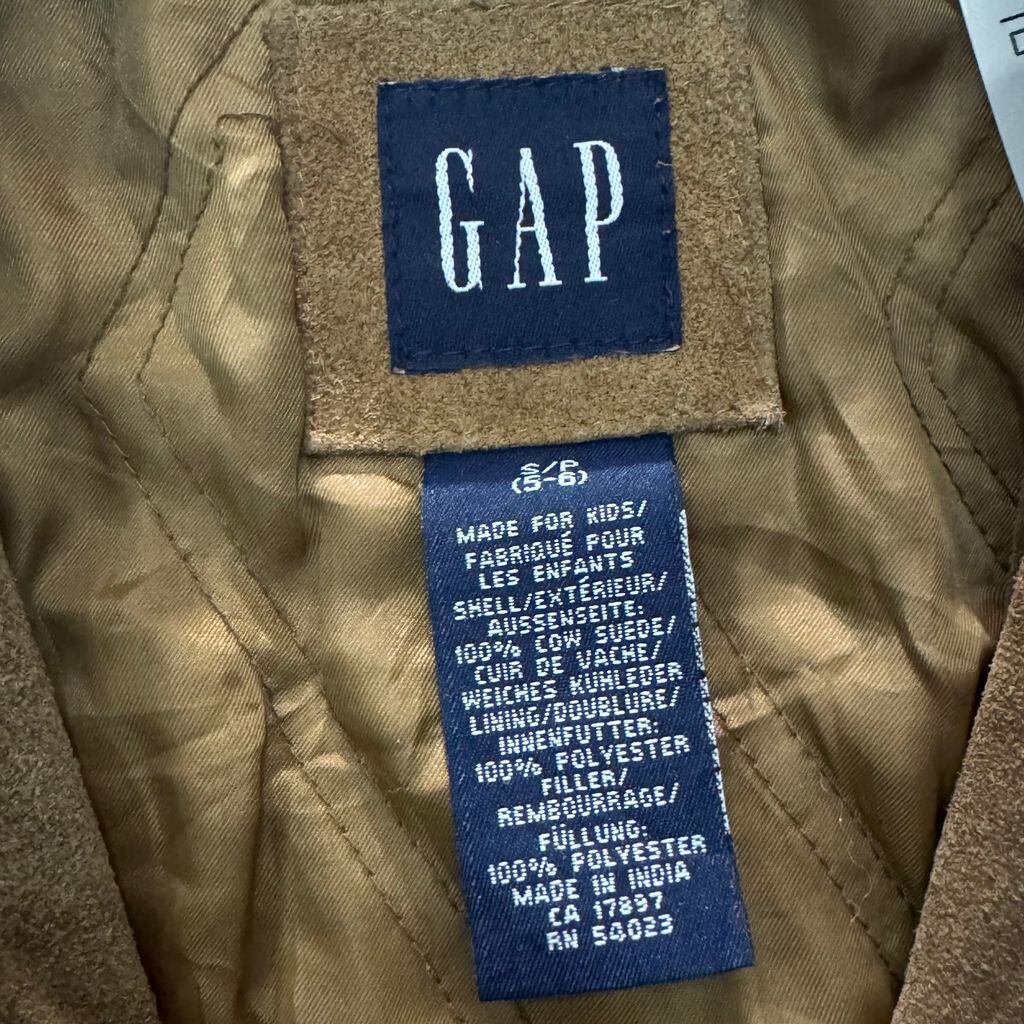 GAP
S/P
(5-6)
MADE FOR KIDS/
FABRIQUÉ POUR
LES ENFANTS
SHELL/EXTÉRIEUR/
AUSSENSEITE:
100% COW SUEDE/
CUIR DE VACHE/
WEICHES KUHLEDER
LINING/DOUBLURE/
INNENFUTTER:
100% POLYESTER
FILLER/
REMBOURRAGE/
FÜLLUNG:
100% POLYESTER
MADE IN INDIA
CA 17897
RN 54023